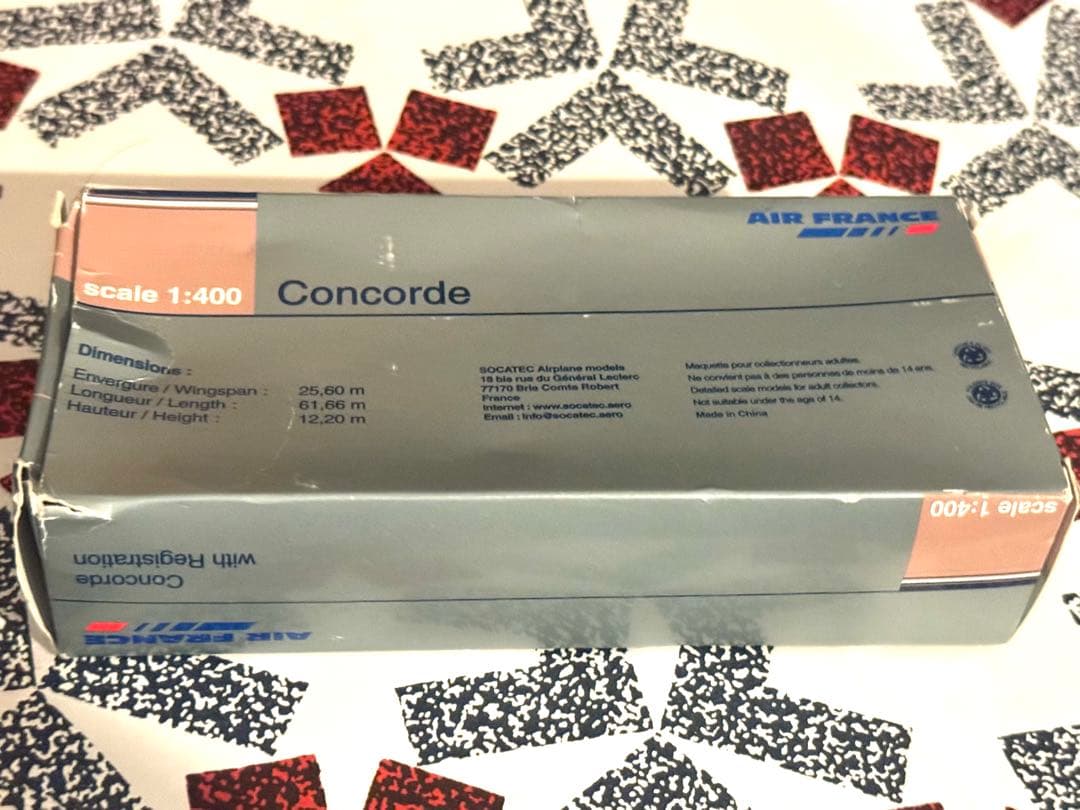 AIR FRANCE
scale 1:400
Concorde
Dimensions :
Envergure / Wingspan : 25,60 m
Longueur / Length : 61,66 m
Hauteur / Height : 12,20 m
SOCATEC Airplane models
18 bis rue du Général Leclerc
77170 Brie Comte Robert
France
Internet : www.socatec.aero
Email : info@socatec.aero
Maquette pour collectionneurs adultes.
Ne convient pas à des personnes de moins de 14 ans.
Detailed scale models for adult collectors.
Not suitable under the age of 14.
Made in China
scale 1:400
Concorde
with Registration
AIR FRANCE